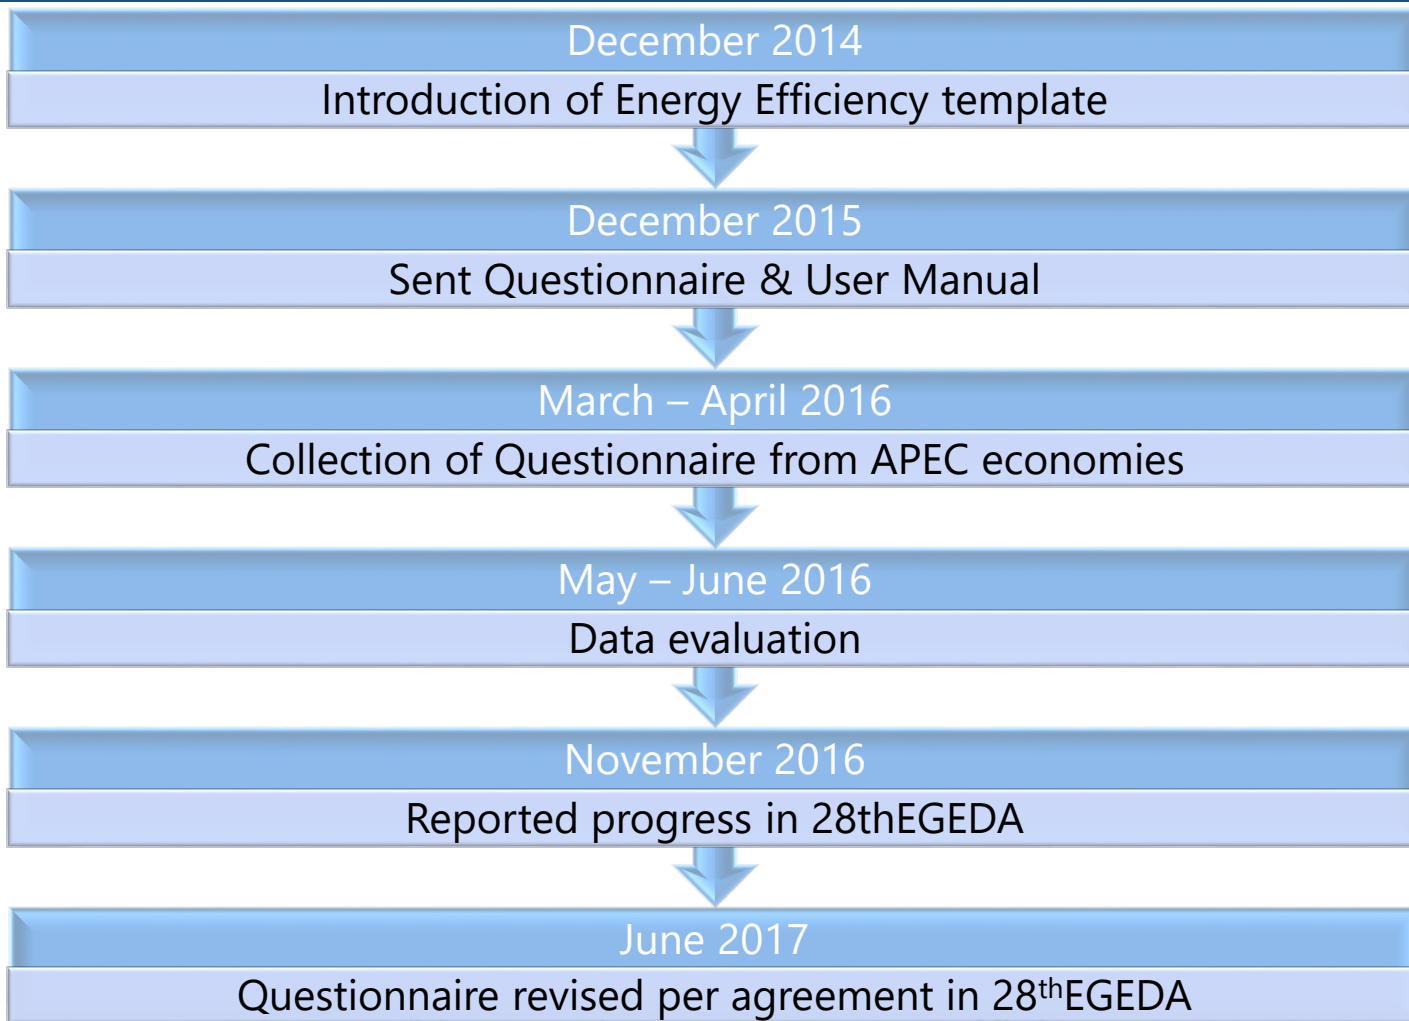 December 2014
Introduction of Energy Efficiency template
December 2015
Sent Questionnaire & User Manual
March – April 2016
Collection of Questionnaire from APEC economies
May – June 2016
Data evaluation
November 2016
Reported progress in 28thEGEDA
June 2017
Questionnaire revised per agreement in 28thEGEDA